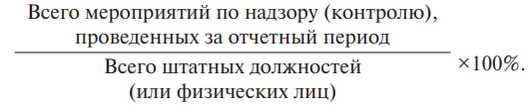 Всего мероприятий по надзору (контролю),
проведенных за отчетный период
Всего штатных должностей
(или физических лиц)
×100%.